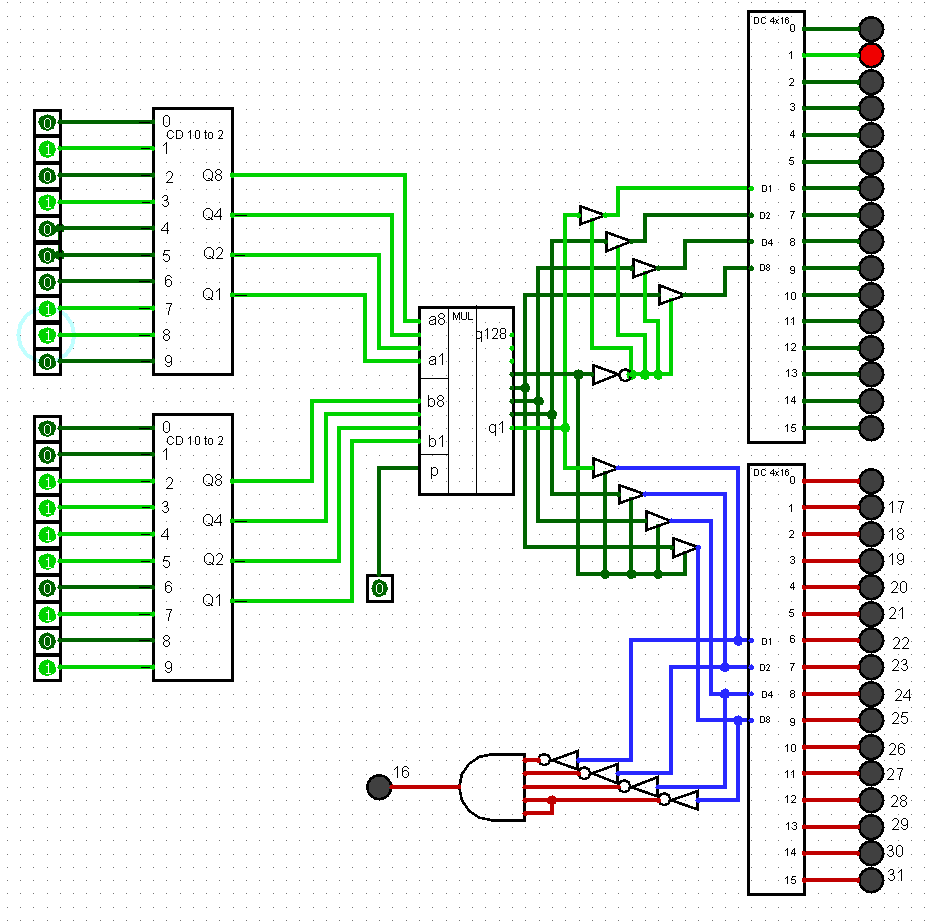 DC 4x16
0
1
2
3
4
5
D1 6
D2 7
D4 8
D8 9
10
11
12
13
14
15
CD 10 to 2
0 0
1 1
0 2 Q8
1 3
0 4 Q4
0 5 Q2
0 6
1 7 Q1
1 8
0 9
MUL
a8
q128
a1
b8
q1
b1
p
0
CD 10 to 2
0 0
0 1
1 2 Q8
1 3
1 4 Q4
1 5 Q2
0 6
1 7 Q1
0 8
1 9
DC 4x16
0
1 17
2 18
3 19
4 20
5 21
D1 6 22
D2 7 23
D4 8 24
D8 9 25
10 26
11 27
12 28
13 29
14 30
15 31
16